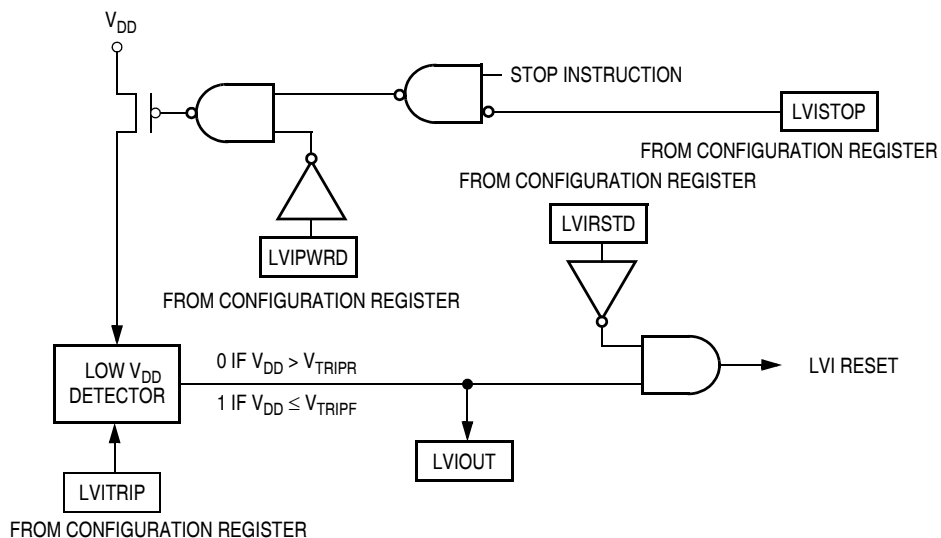 VDD
STOP INSTRUCTION
LVISTOP
FROM CONFIGURATION REGISTER
FROM CONFIGURATION REGISTER
LVIRSTD
LVIPWRD
FROM CONFIGURATION REGISTER
LOW VDD
DETECTOR
0 IF VDD > VTRIPR
1 IF VDD ≤ VTRIPF
LVI RESET
LVIOUT
LVITRIP
FROM CONFIGURATION REGISTER